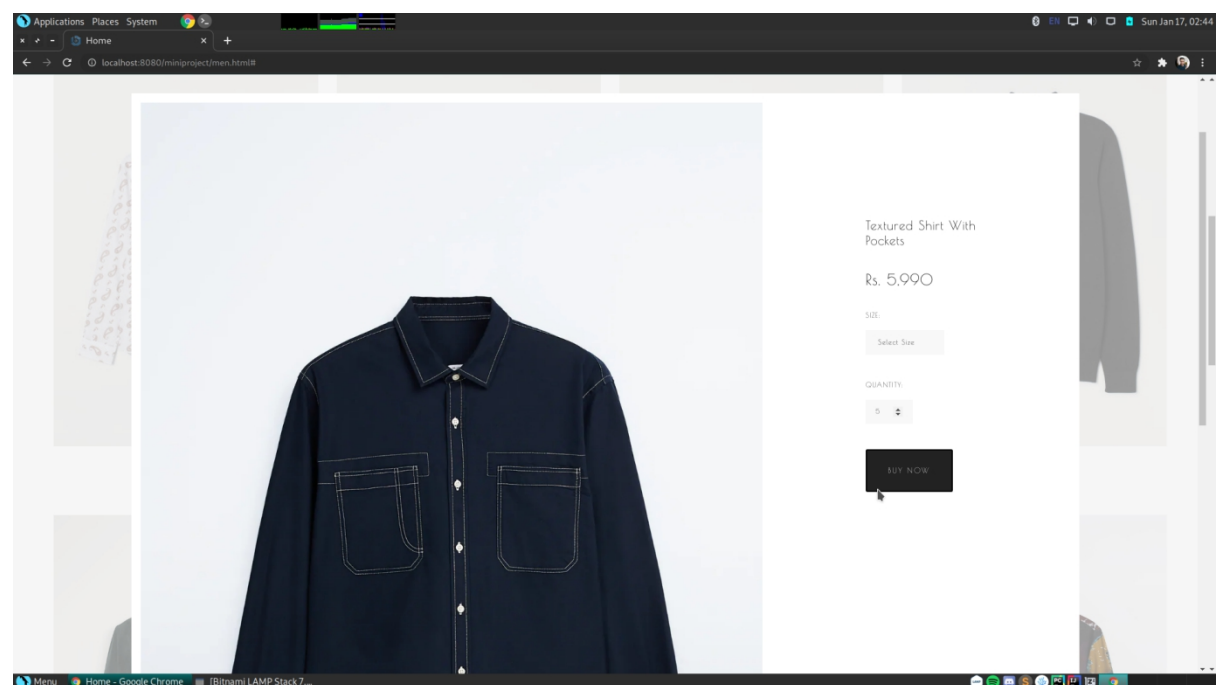 Applications Places System
EN
Sun Jan 17, 02:44
Home
localhost:8080/miniproject/men.html#
Textured Shirt With
Pockets
Rs. 5,990
SIZE:
Select Size
QUANTITY:
5
BUY NOW
Menu
Home - Google Chrome
[Bitnami LAMP Stack 7....